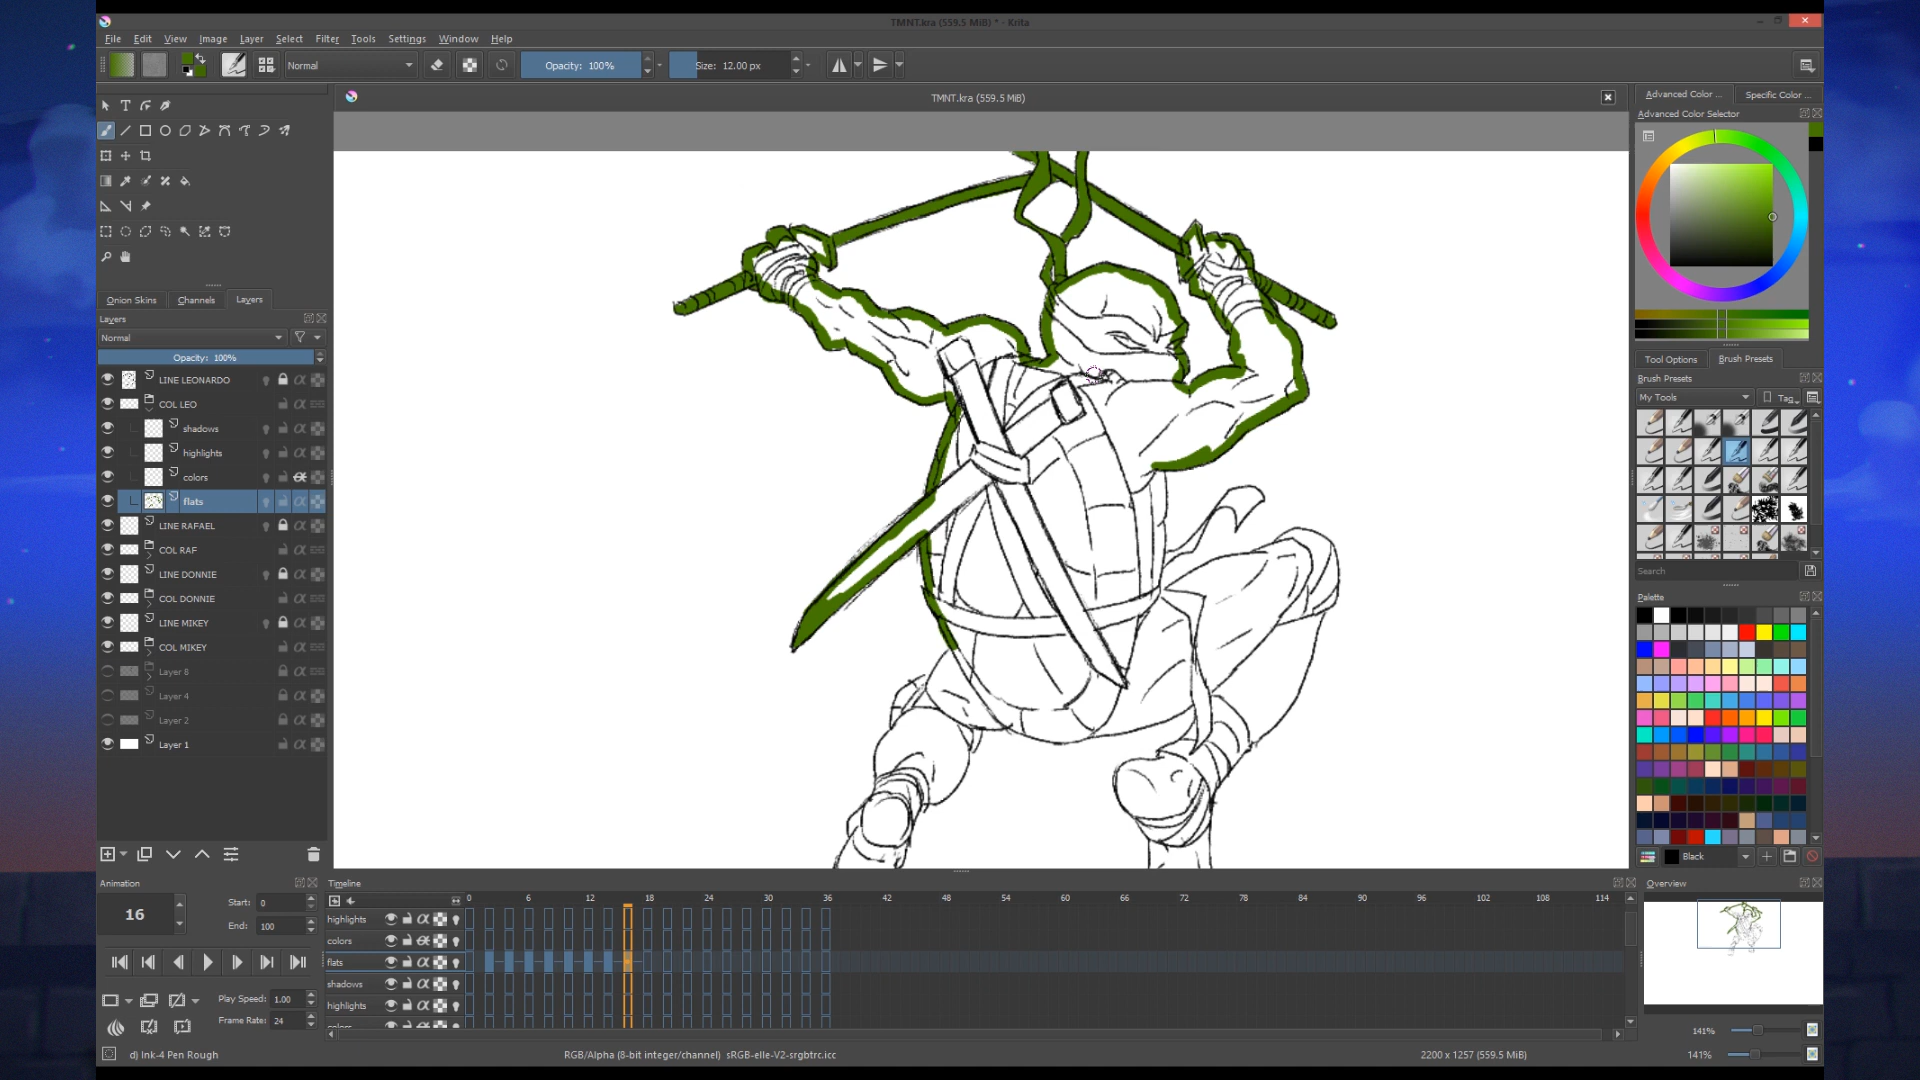 TMNT.kra (559.5 MiB) * - Krita
File Edit View Image Layer Select Filter Tools Settings Window Help
Normal
Opacity: 100%
Size: 12.00 px
TMNT.kra (559.5 MiB)
Advanced Color ...
Specific Color ...
Advanced Color Selector
Onion Skins
Channels
Layers
Layers
Normal
Opacity: 100%
LINE LEONARDO
COL LEO
shadows
highlights
colors
flats
LINE RAFAEL
COL RAF
LINE DONNIE
COL DONNIE
LINE MIKEY
COL MIKEY
Layer 4
Layer 2
Layer 1
Tool Options
Brush Presets
Brush Presets
My Tools
Tag
Search
Palette
Black
Animation
16
Start: 0
End: 100
Play Speed: 1.00
Frame Rate: 24
Timeline
0 6 12 18 24 30 36 42 48 54 60 66 72 78 84 90 96 102 108 114
highlights
colors
flats
shadows
highlights
colors
Overview
141%
141%
d) Ink-4 Pen Rough
RGB/Alpha (8-bit integer/channel) sRGB-elle-V2-srgbtrc.icc
2200 x 1257 (559.5 MiB)